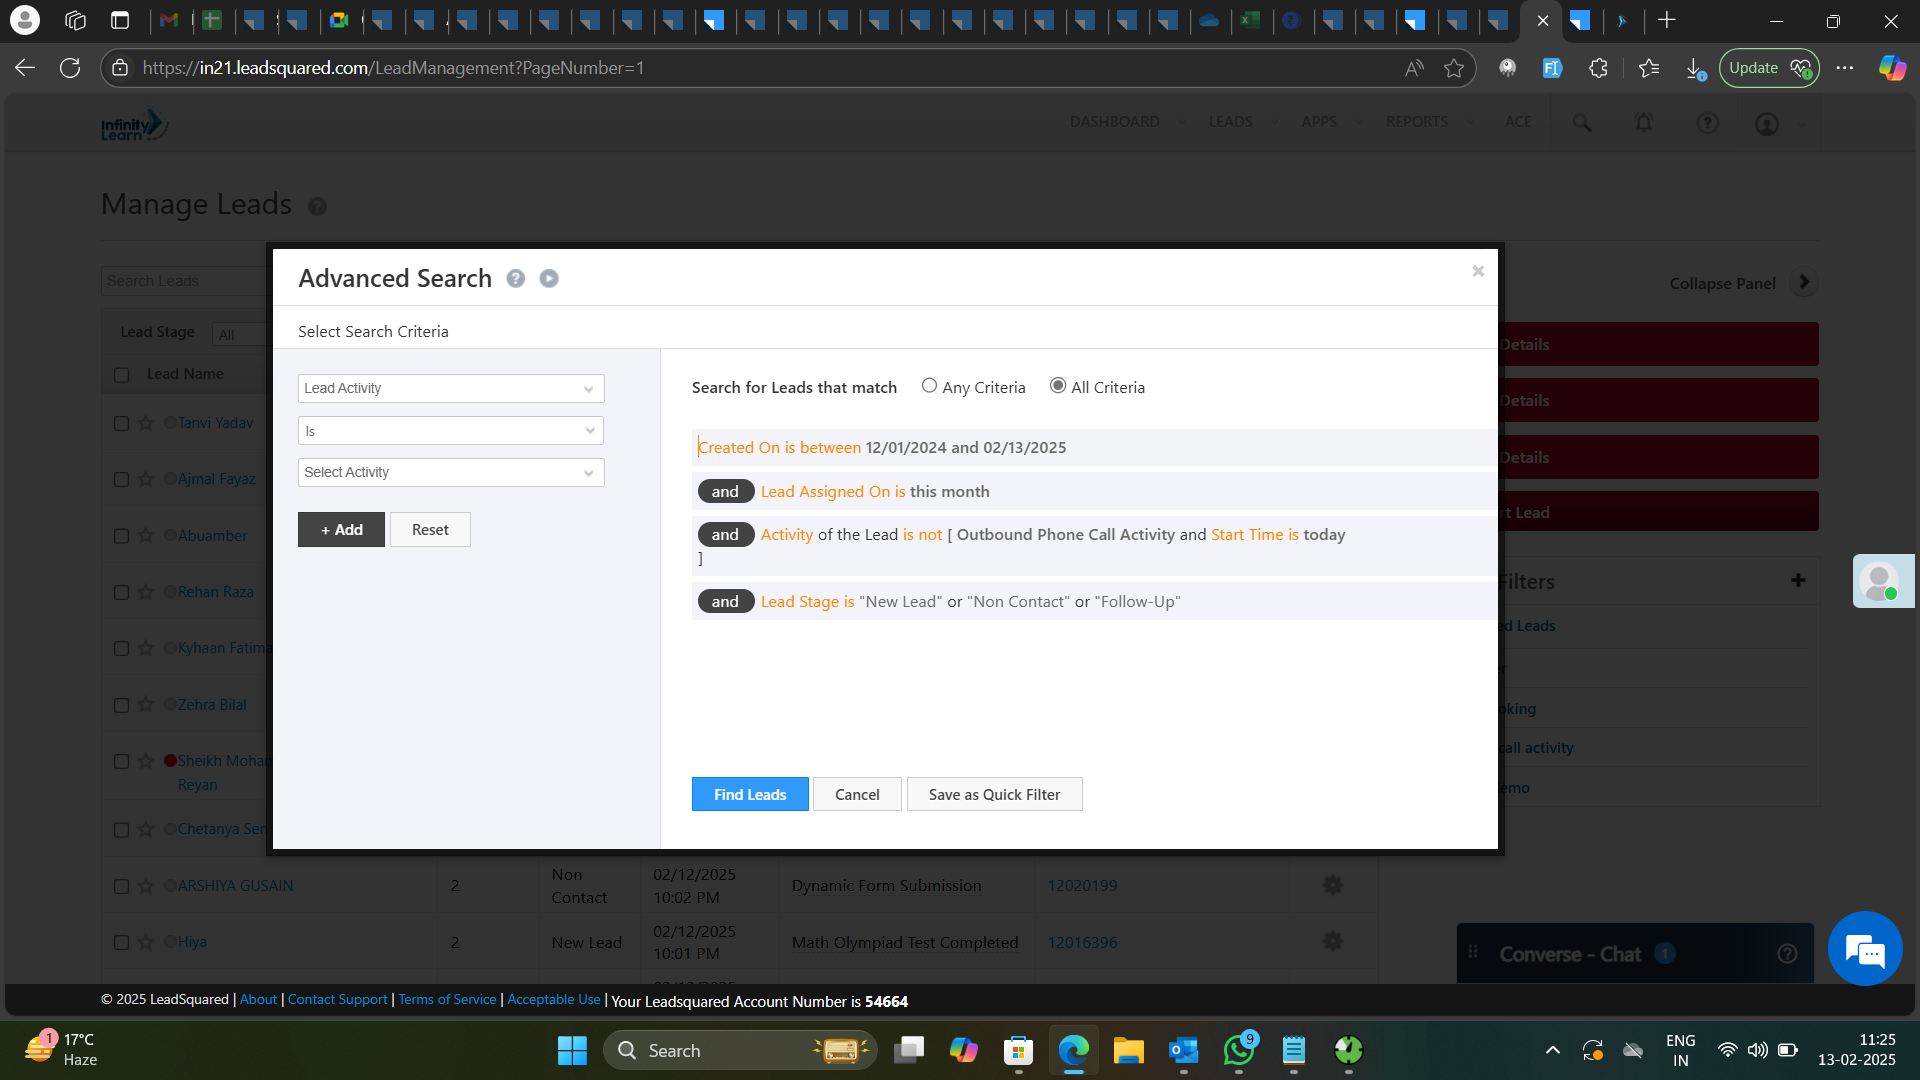 https://in21.leadsquared.com/LeadManagement?PageNumber=1
Update
Infinity
Learn
DASHBOARD LEADS APPS REPORTS ACE
Manage Leads
Search Leads
Collapse Panel
Lead Stage All
Lead Name
Tanvi Yadav
Ajmal Fayaz
Abuamber
Rehan Raza
Kyhaan Fatima
Zehra Bilal
Sheikh Moham
Reyan
Chetanya Sen
Advanced Search
Select Search Criteria
Lead Activity
Is
Select Activity
+ Add Reset
Search for Leads that match Any Criteria All Criteria
Created On is between 12/01/2024 and 02/13/2025
and Lead Assigned On is this month
and Activity of the Lead is not [ Outbound Phone Call Activity and Start Time is today
]
and Lead Stage is "New Lead" or "Non Contact" or "Follow-Up"
Find Leads Cancel Save as Quick Filter
Details
Details
Details
rt Lead
Filters +
ed Leads
er
oking
call activity
emo
ARSHIYA GUSAIN 2 Non Contact 02/12/2025 10:02 PM Dynamic Form Submission 12020199
Hiya 2 New Lead 02/12/2025 10:01 PM Math Olympiad Test Completed 12016396
Converse - Chat 1
© 2025 LeadSquared | About | Contact Support | Terms of Service | Acceptable Use | Your Leadsquared Account Number is 54664
1
17°C
Haze
Search
9
ENG
IN
11:25
13-02-2025